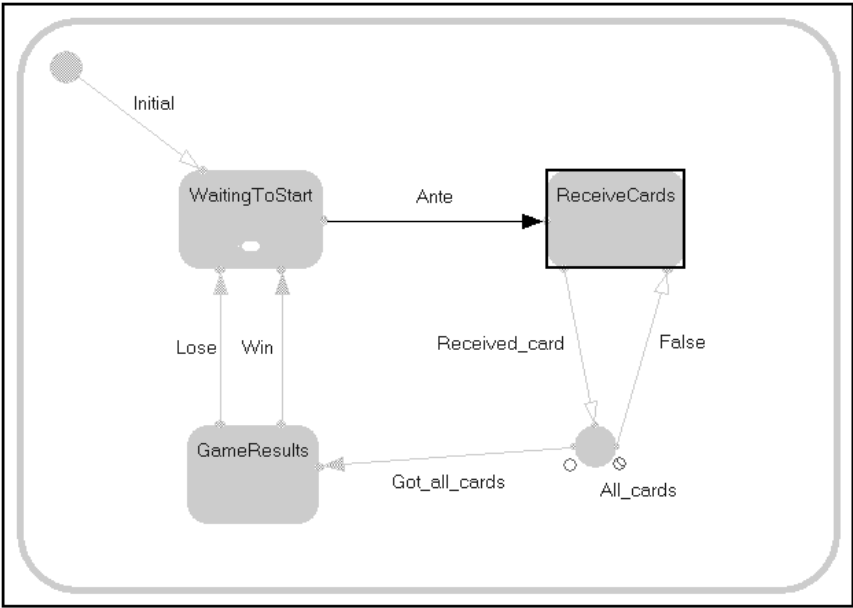 Initial
WaitingToStart
Ante
ReceiveCards
Lose
Win
Received_card
False
GameResults
Got_all_cards
All_cards